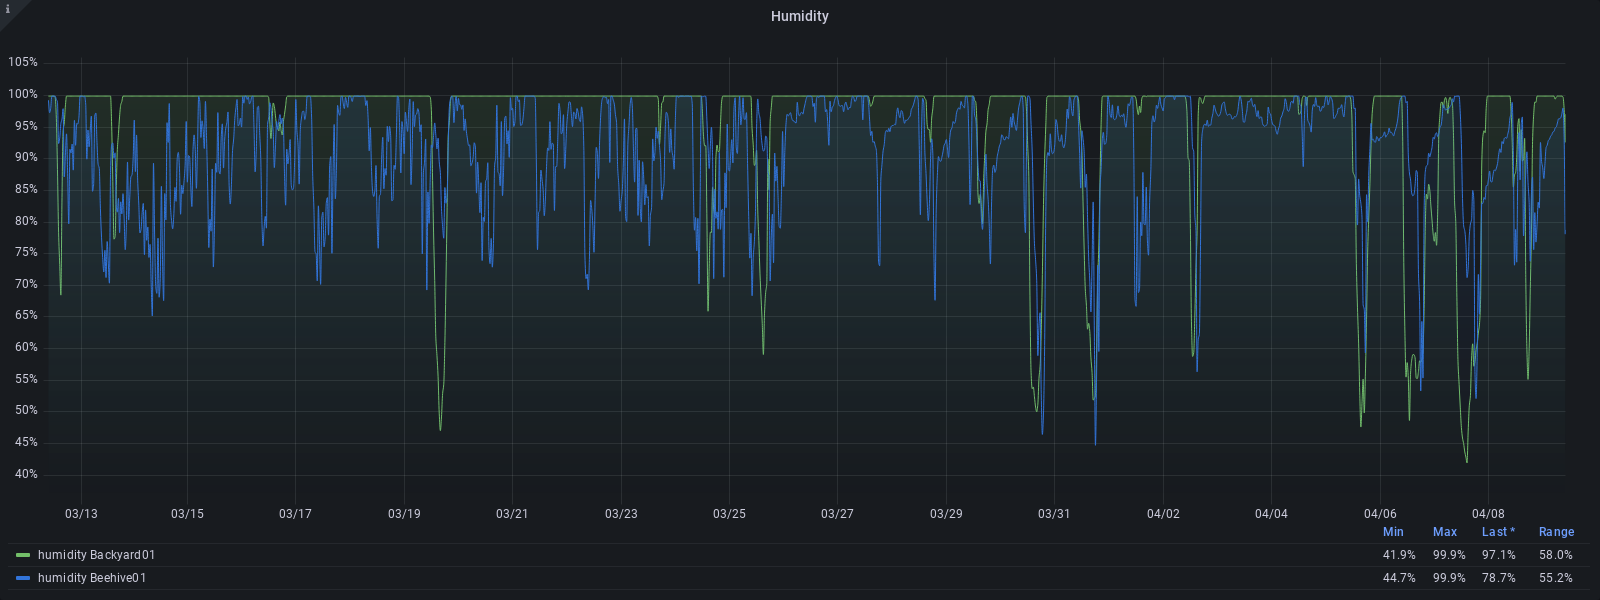 i
Humidity
105%
100%
95%
90%
85%
80%
75%
70%
65%
60%
55%
50%
45%
40%
03/13 03/15 03/17 03/19 03/21 03/23 03/25 03/27 03/29 03/31 04/02 04/04 04/06 04/08
Min Max Last * Range
humidity Backyard01 41.9% 99.9% 97.1% 58.0%
humidity Beehive01 44.7% 99.9% 78.7% 55.2%